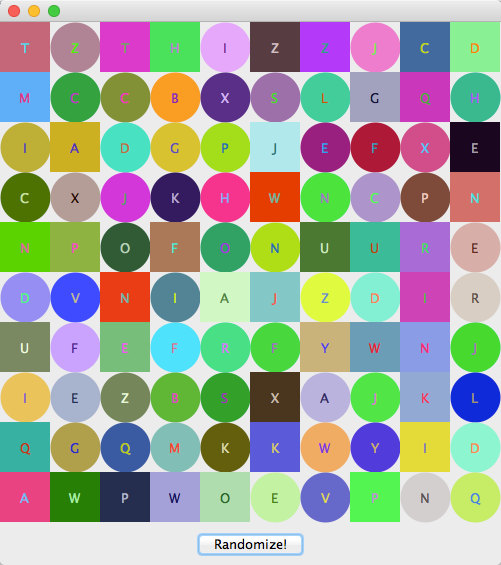 T Z T H I Z Z J C D
M C C B X S L G Q H
I A D G P J E F X E
C X J K H W N C P N
N P O F O N U U R E
D V N I A J Z D I R
U F E F R F Y W N J
I E Z B S X A J K L
Q G Q M K K W Y I D
A W P W O E V P N Q
Randomize!